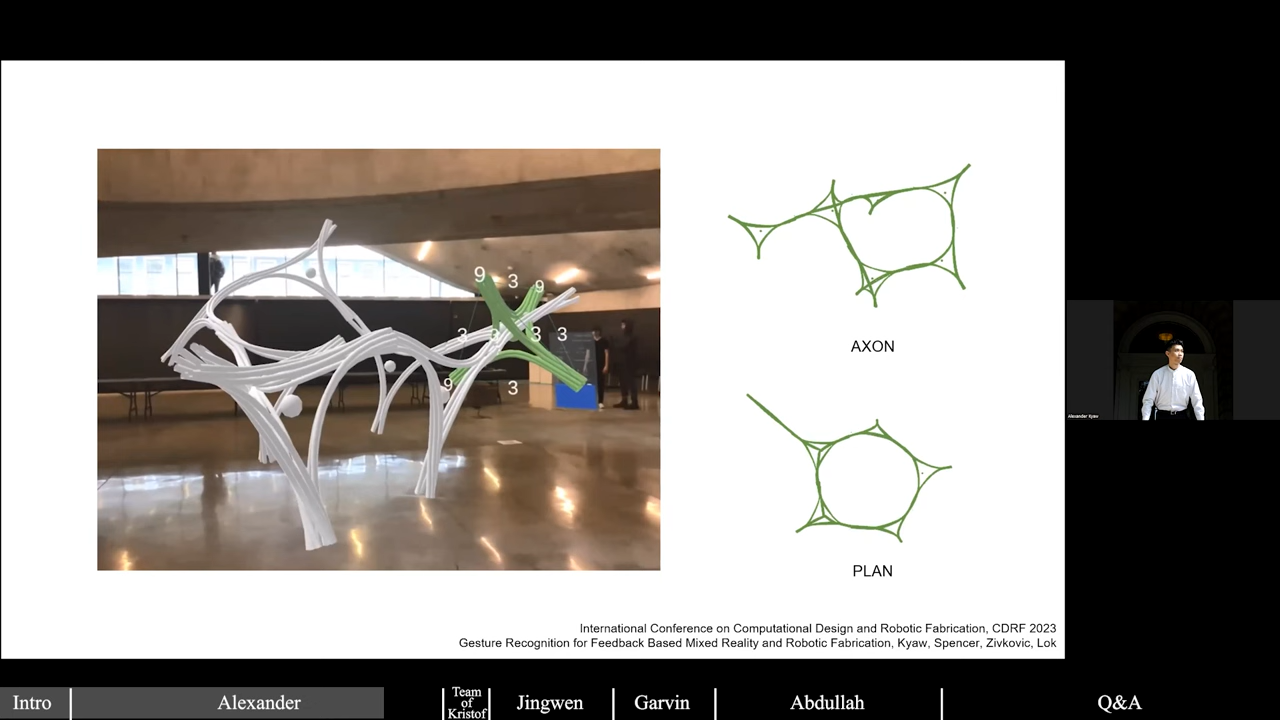 9
3
9
3
3
3
3
9
3
AXON
PLAN
International Conference on Computational Design and Robotic Fabrication, CDRF 2023
Gesture Recognition for Feedback Based Mixed Reality and Robotic Fabrication, Kyaw, Spencer, Zivkovic, Lok
Alexander Kyaw
Intro
Alexander
Team
of
Kristof
Jingwen
Garvin
Abdullah
Q&A